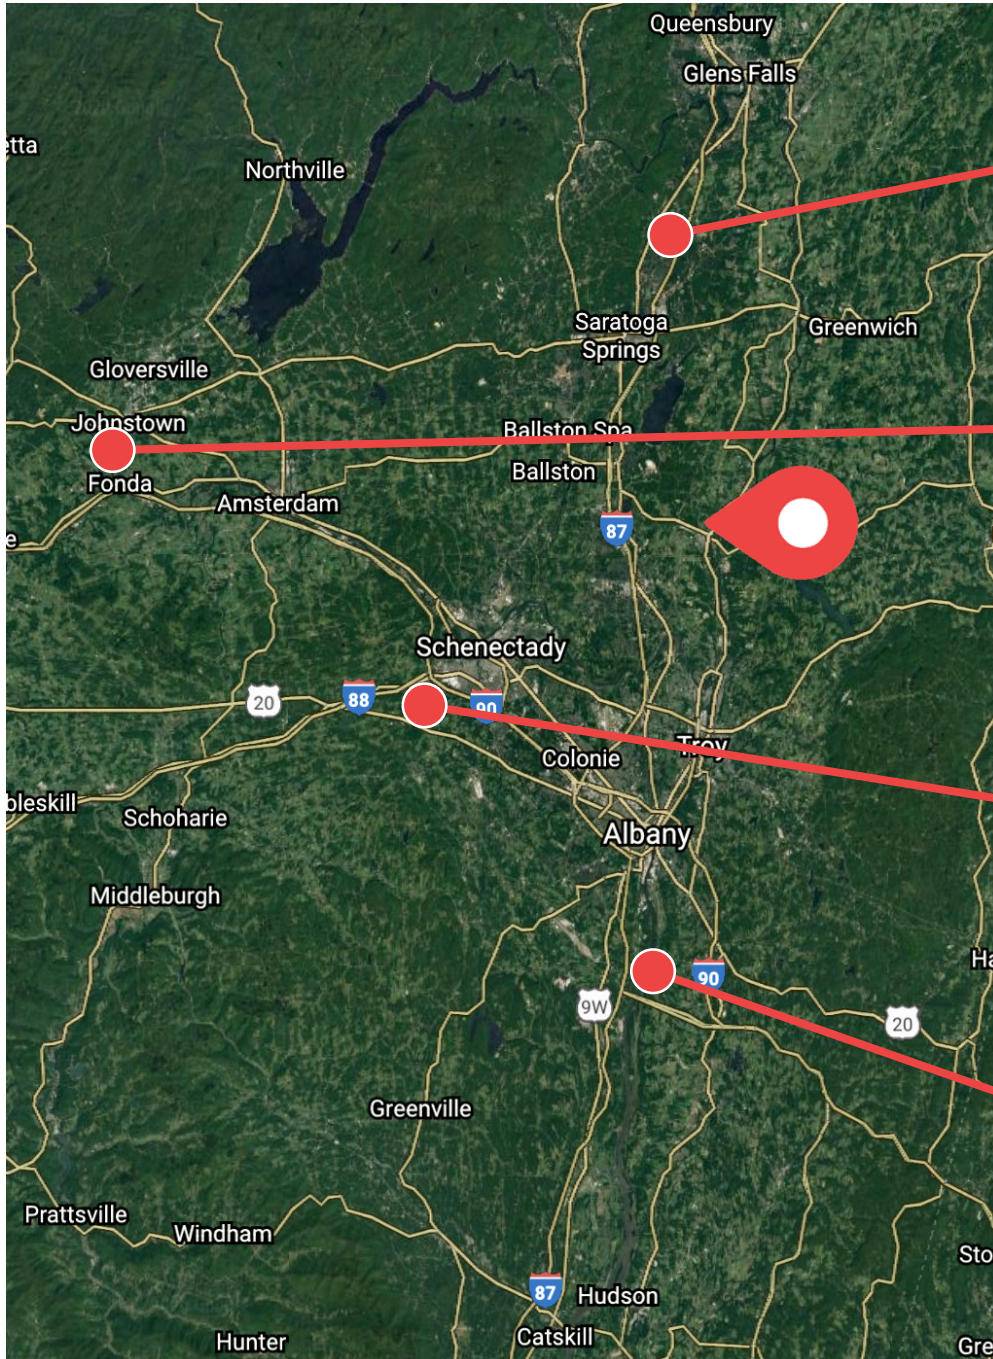 Queensbury
Glens Falls
etta
Northville
Saratoga
Springs
Greenwich
Gloversville
Johnstown
Ballston Spa
Ballston
Fonda
Amsterdam
87
e
Schenectady
20
88
90
Troy
Colonie
bleskill
Schoharie
Albany
Middleburgh
Ha
90
9W
20
Greenville
Prattsville
Windham
Sto
87
Hudson
Catskill
Hunter
Gre